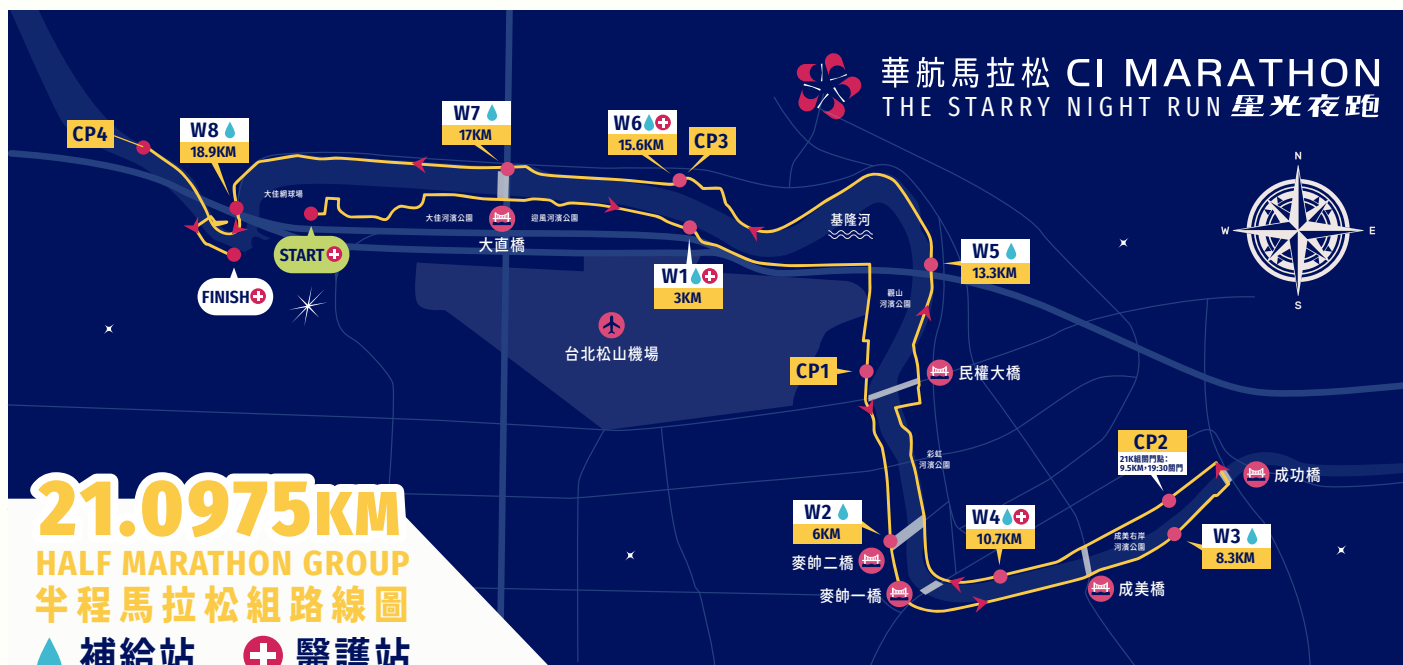 華航馬拉松 CI MARATHON
THE STARRY NIGHT RUN 星光夜跑
N
W
E
S
CP4
W8
18.9KM
W7
17KM
W6
15.6KM
CP3
大佳網球場
START
FINISH
大佳河濱公園
迎風河濱公園
大直橋
W1
3KM
基隆河
W5
13.3KM
觀山
河濱公園
台北松山機場
CP1
民權大橋
彩虹
河濱公園
CP2
21K組關門點：
9.5KM，19:30關門
成功橋
W2
6KM
W4
10.7KM
成美右岸
河濱公園
W3
8.3KM
麥帥二橋
麥帥一橋
成美橋
21.0975KM
HALF MARATHON GROUP
半程馬拉松組路線圖
補給站
醫護站